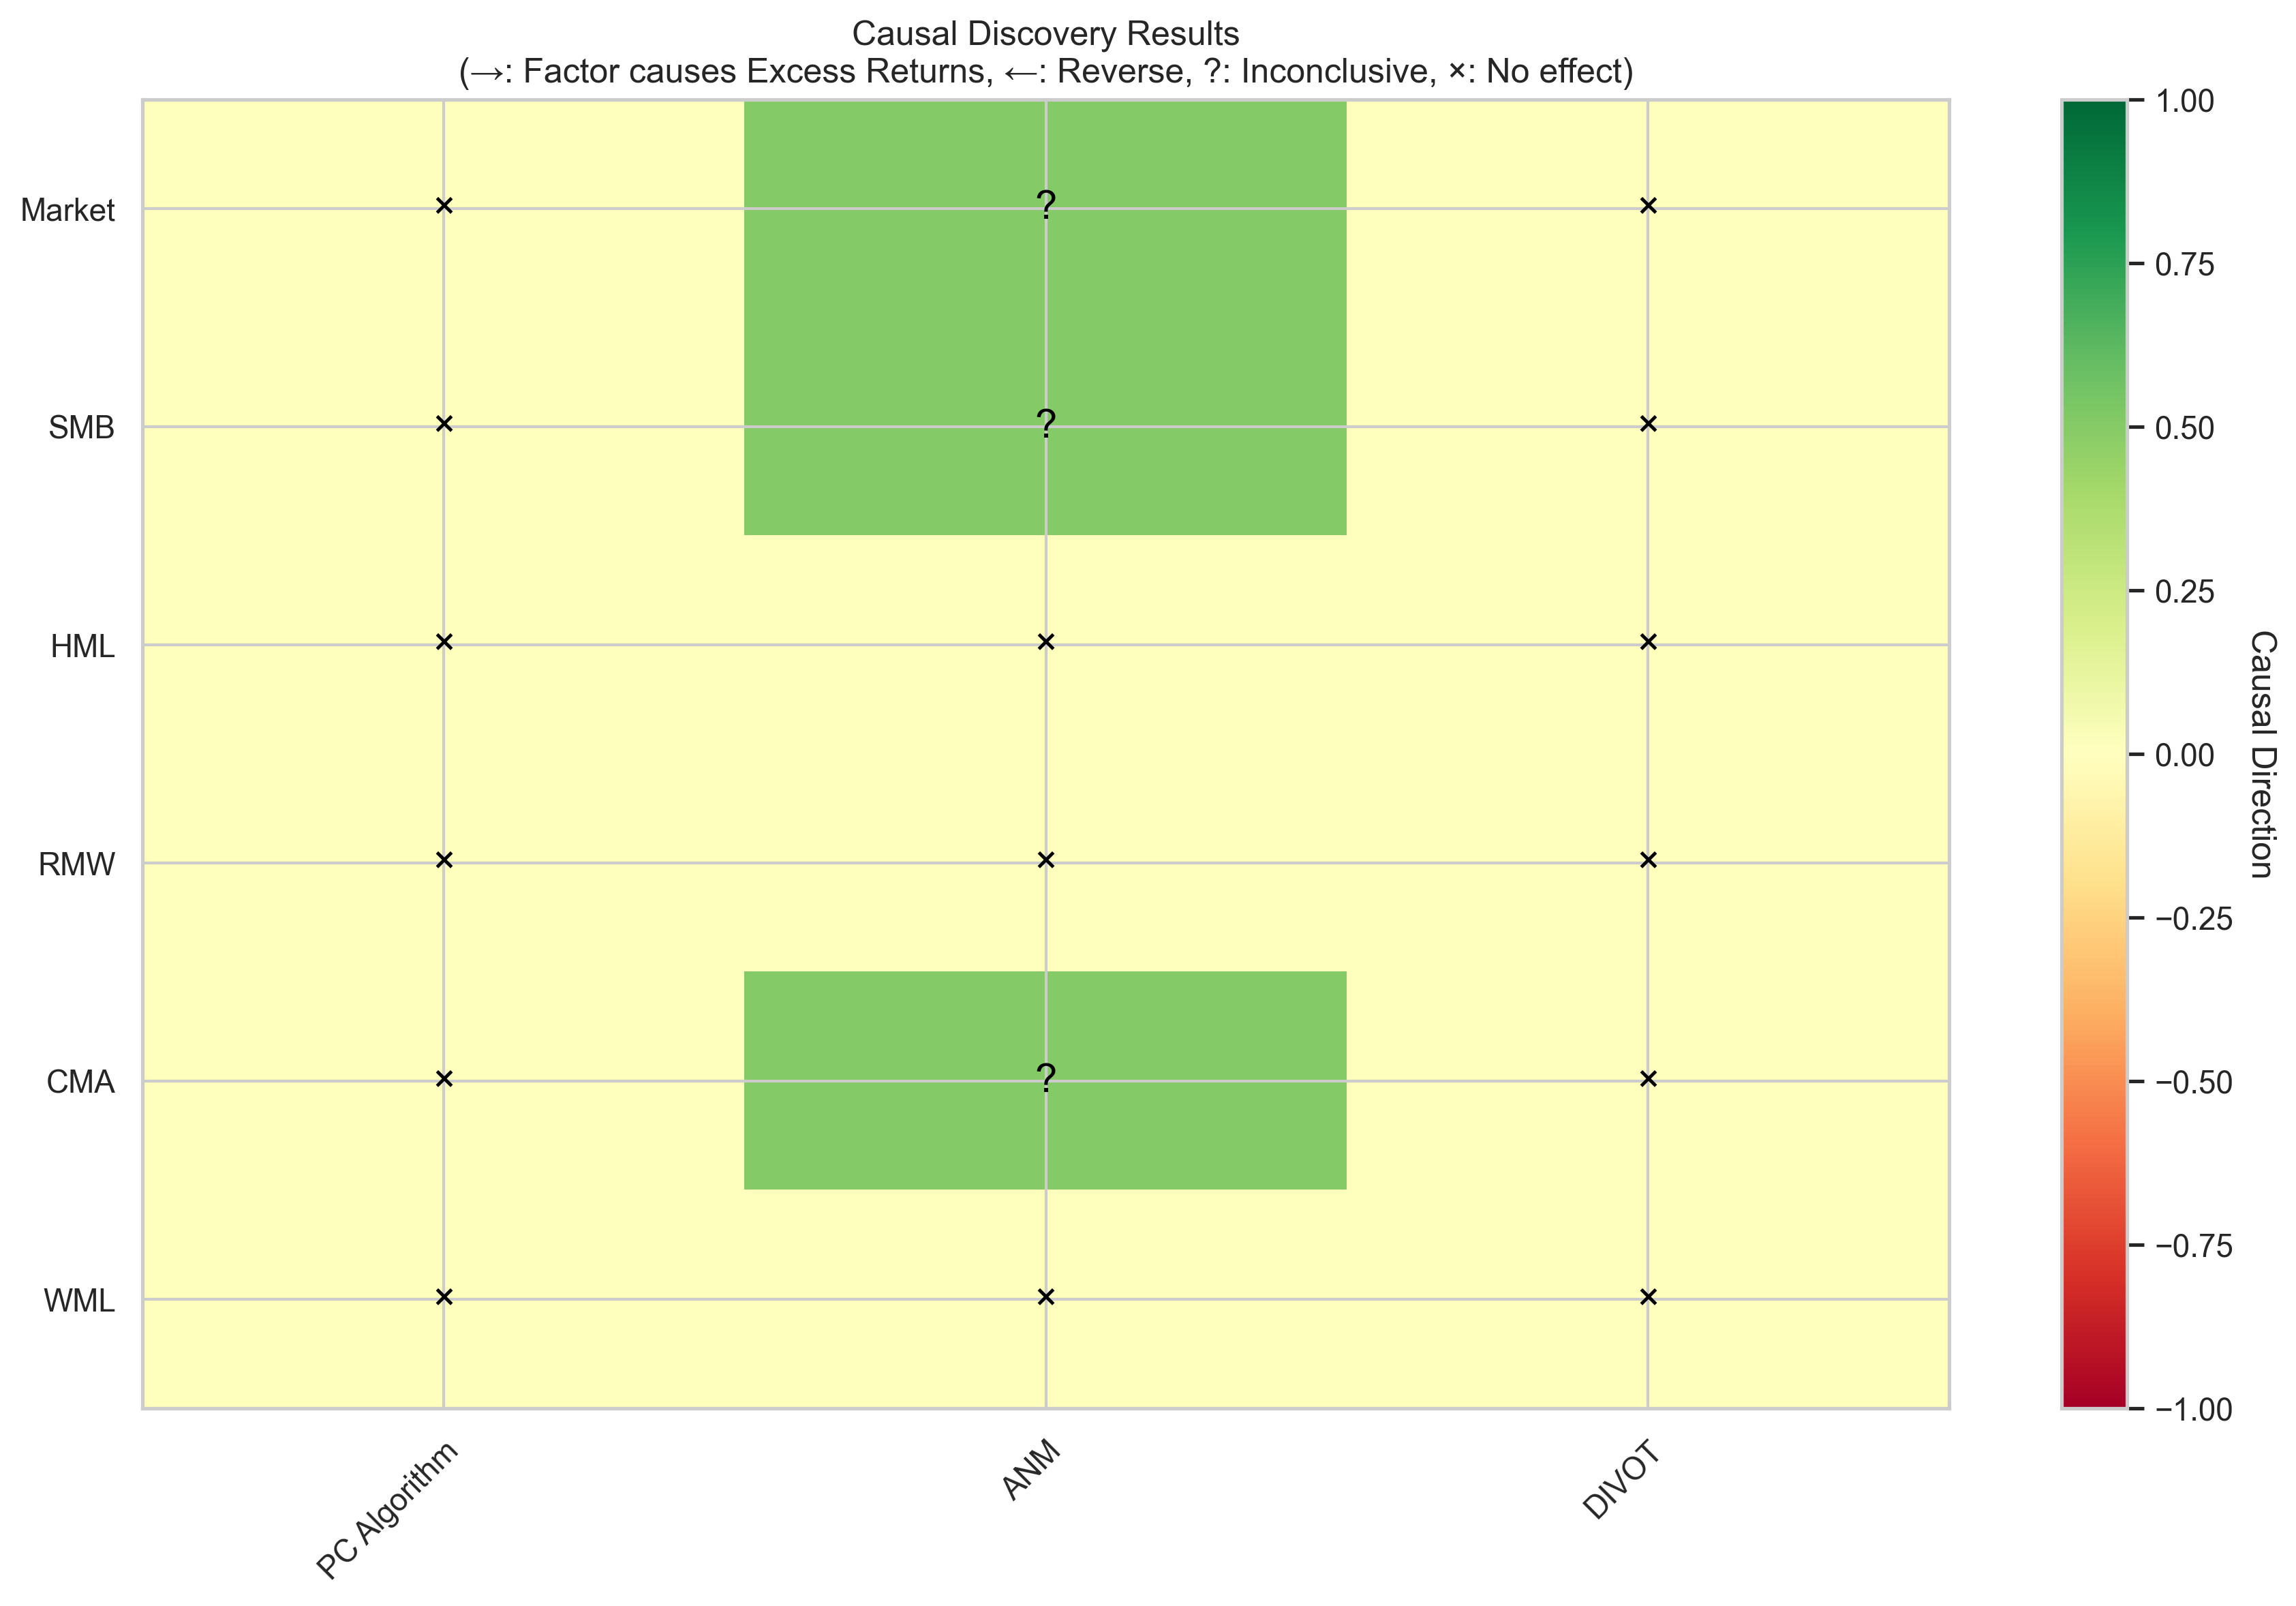 Causal Discovery Results
(→: Factor causes Excess Returns, ←: Reverse, ?: Inconclusive, ×: No effect)
Market × ? ×
SMB × ? ×
HML × × ×
RMW × × ×
CMA × ? ×
WML × × ×
PC Algorithm
ANM
DIVOT
1.00
0.75
0.50
0.25
0.00
−0.25
−0.50
−0.75
−1.00
Causal Direction